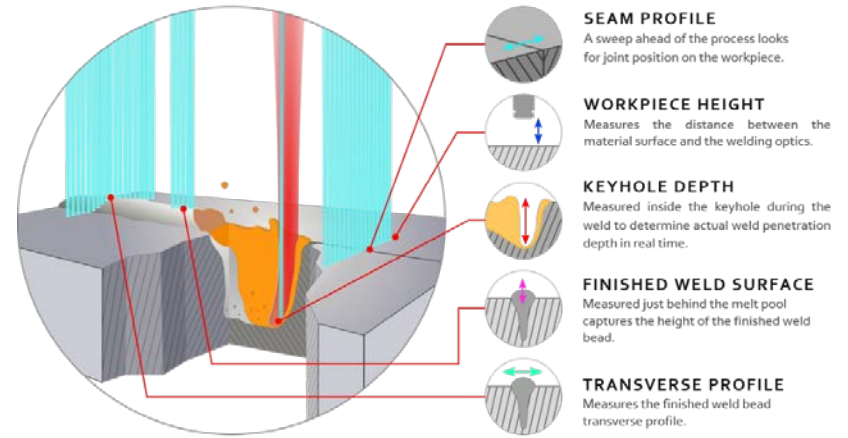 SEAM PROFILE
A sweep ahead of the process looks
for joint position on the workpiece.
WORKPIECE HEIGHT
Measures the distance between the
material surface and the welding optics.
KEYHOLE DEPTH
Measured inside the keyhole during the
weld to determine actual weld penetration
depth in real time.
FINISHED WELD SURFACE
Measured just behind the melt pool
captures the height of the finished weld
bead.
TRANSVERSE PROFILE
Measures the finished weld bead
transverse profile.